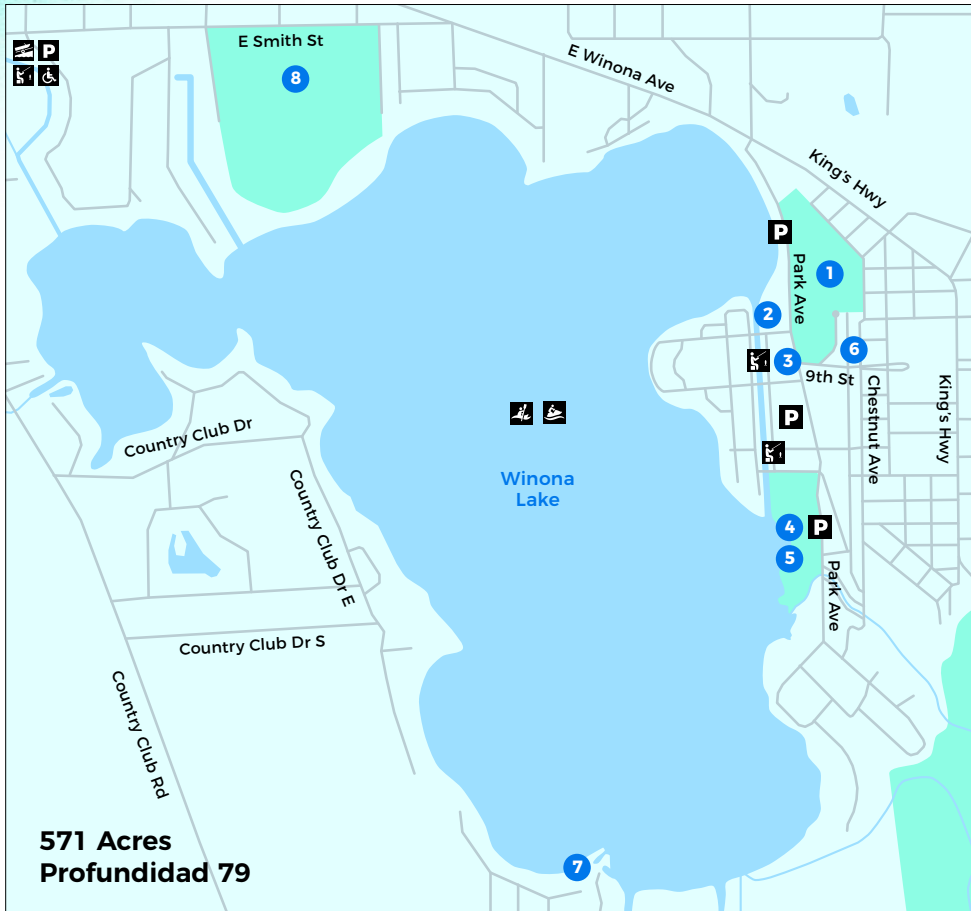 E Smith St
P
8
E Winona Ave
King's Hwy
P
1
Park Ave
2
6
3
9th St
Chestnut Ave
King's Hwy
P
Country Club Dr
Winona
Lake
Country Club Dr E
4
P
5
Park Ave
Country Club Dr S
Country Club Rd
571 Acres
Profundidad 79
7